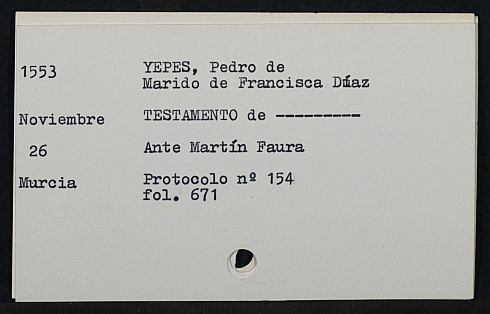 1553 YEPES, Pedro de
Marido de Francisca Díaz
Noviembre TESTAMENTO de ---------
26 Ante Martín Faura
Murcia Protocolo nº 154
fol. 671